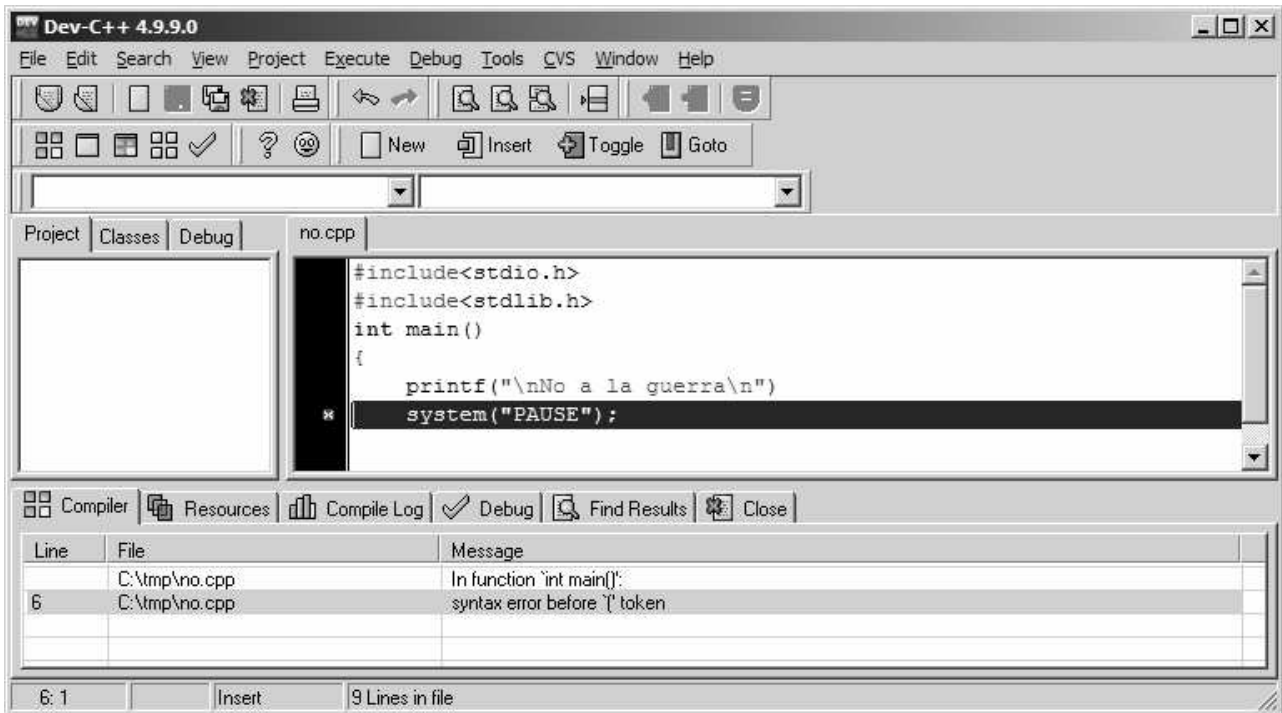 Dev-C++ 4.9.9.0
File Edit Search View Project Execute Debug Tools CVS Window Help
New Insert Toggle Goto
Project Classes Debug no.cpp
#include<stdio.h>
#include<stdlib.h>
int main()
{
printf("\nNo a la guerra\n")
system("PAUSE");
Compiler Resources Compile Log Debug Find Results Close
Line File Message
C:\tmp\no.cpp In function `int main()':
6 C:\tmp\no.cpp syntax error before `(' token
6: 1 Insert 9 Lines in file